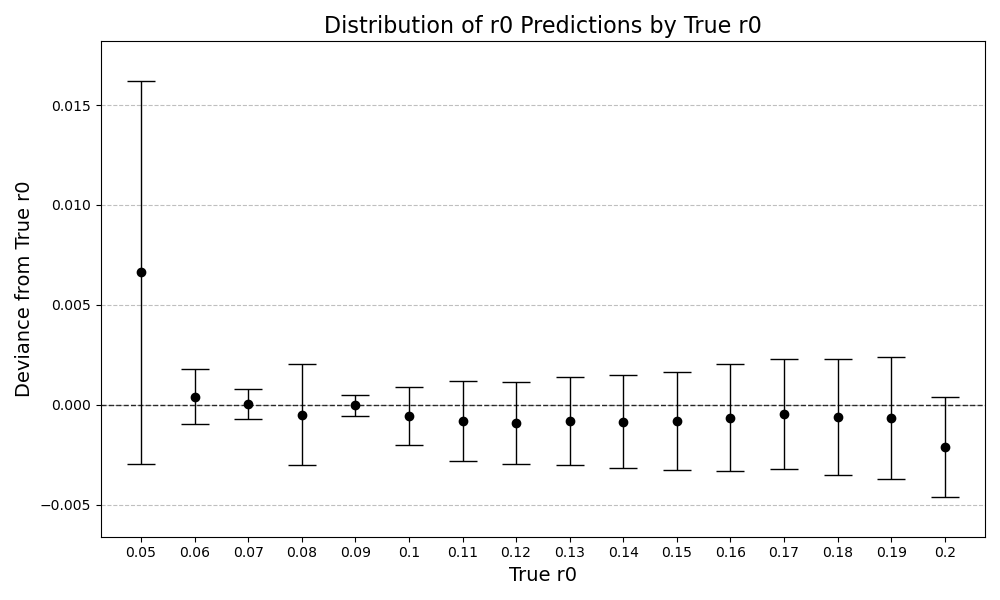 Distribution of r0 Predictions by True r0
Deviance from True r0
0.015
0.010
0.005
0.000
−0.005
0.05 0.06 0.07 0.08 0.09 0.1 0.11 0.12 0.13 0.14 0.15 0.16 0.17 0.18 0.19 0.2
True r0